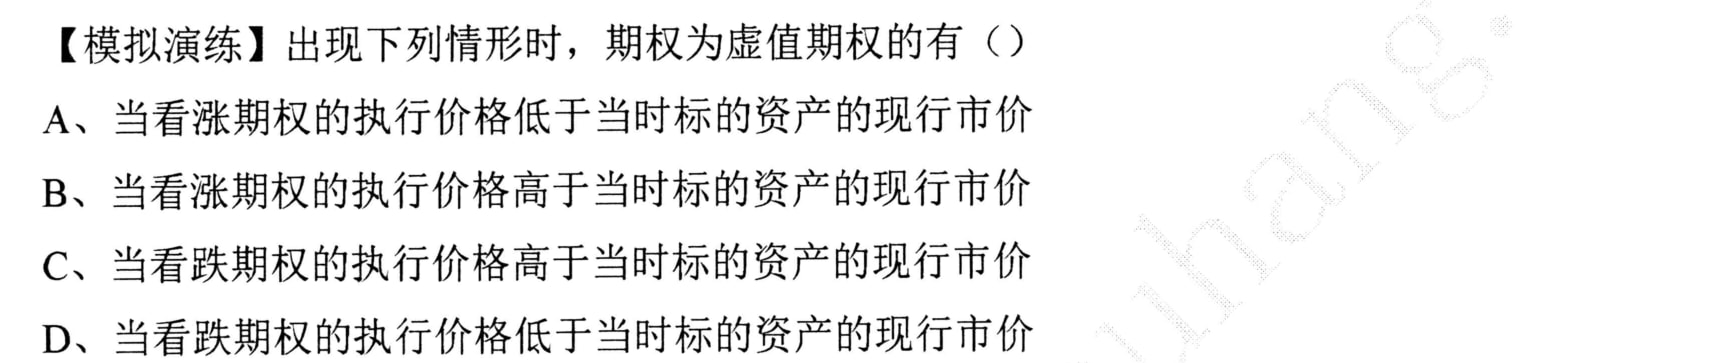 【模拟演练】出现下列情形时，期权为虚值期权的有（）
A、当看涨期权的执行价格低于当时标的资产的现行市价
B、当看涨期权的执行价格高于当时标的资产的现行市价
C、当看跌期权的执行价格高于当时标的资产的现行市价
D、当看跌期权的执行价格低于当时标的资产的现行市价
uhang.